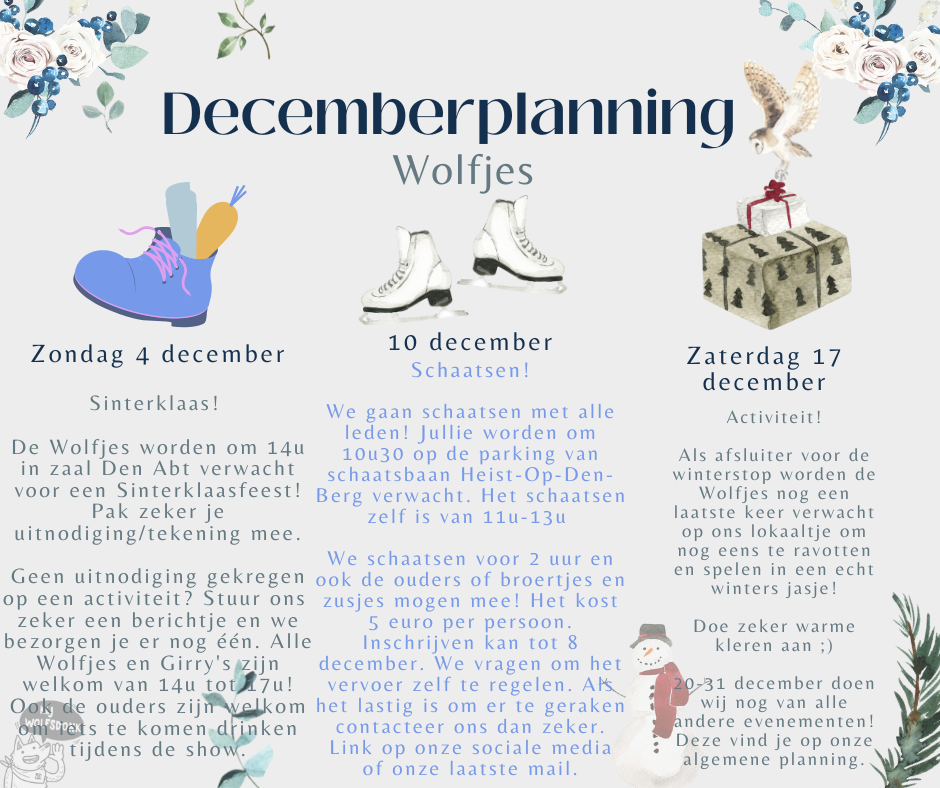 Decemberplanning
Wolfjes
Zondag 4 december
Sinterklaas!
De Wolfjes worden om 14u
in zaal Den Abt verwacht
voor een Sinterklaasfeest!
Pak zeker je
uitnodiging/tekening mee.
Geen uitnodiging gekregen
op een activiteit? Stuur ons
zeker een berichtje en we
bezorgen je er nog één. Alle
Wolfjes en Girry's zijn
welkom van 14u tot 17u!
Ook de ouders zijn welkom
om iets te komen drinken
tijdens de show.
WOLFSDONK
10 december
Schaatsen!
We gaan schaatsen met alle
leden! Jullie worden om
10u30 op de parking van
schaatsbaan Heist-Op-Den-
Berg verwacht. Het schaatsen
zelf is van 11u-13u
We schaatsen voor 2 uur en
ook de ouders of broertjes en
zusjes mogen mee! Het kost
5 euro per persoon.
Inschrijven kan tot 8
december. We vragen om het
vervoer zelf te regelen. Als
het lastig is om er te geraken
contacteer ons dan zeker.
Link op onze sociale media
of onze laatste mail.
Zaterdag 17
december
Activiteit!
Als afsluiter voor de
winterstop worden de
Wolfjes nog een
laatste keer verwacht
op ons lokaaltje om
nog eens te ravotten
en spelen in een echt
winters jasje!
Doe zeker warme
kleren aan ;)
20-31 december doen
wij nog van alle
andere evenementen!
Deze vind je op onze
algemene planning.